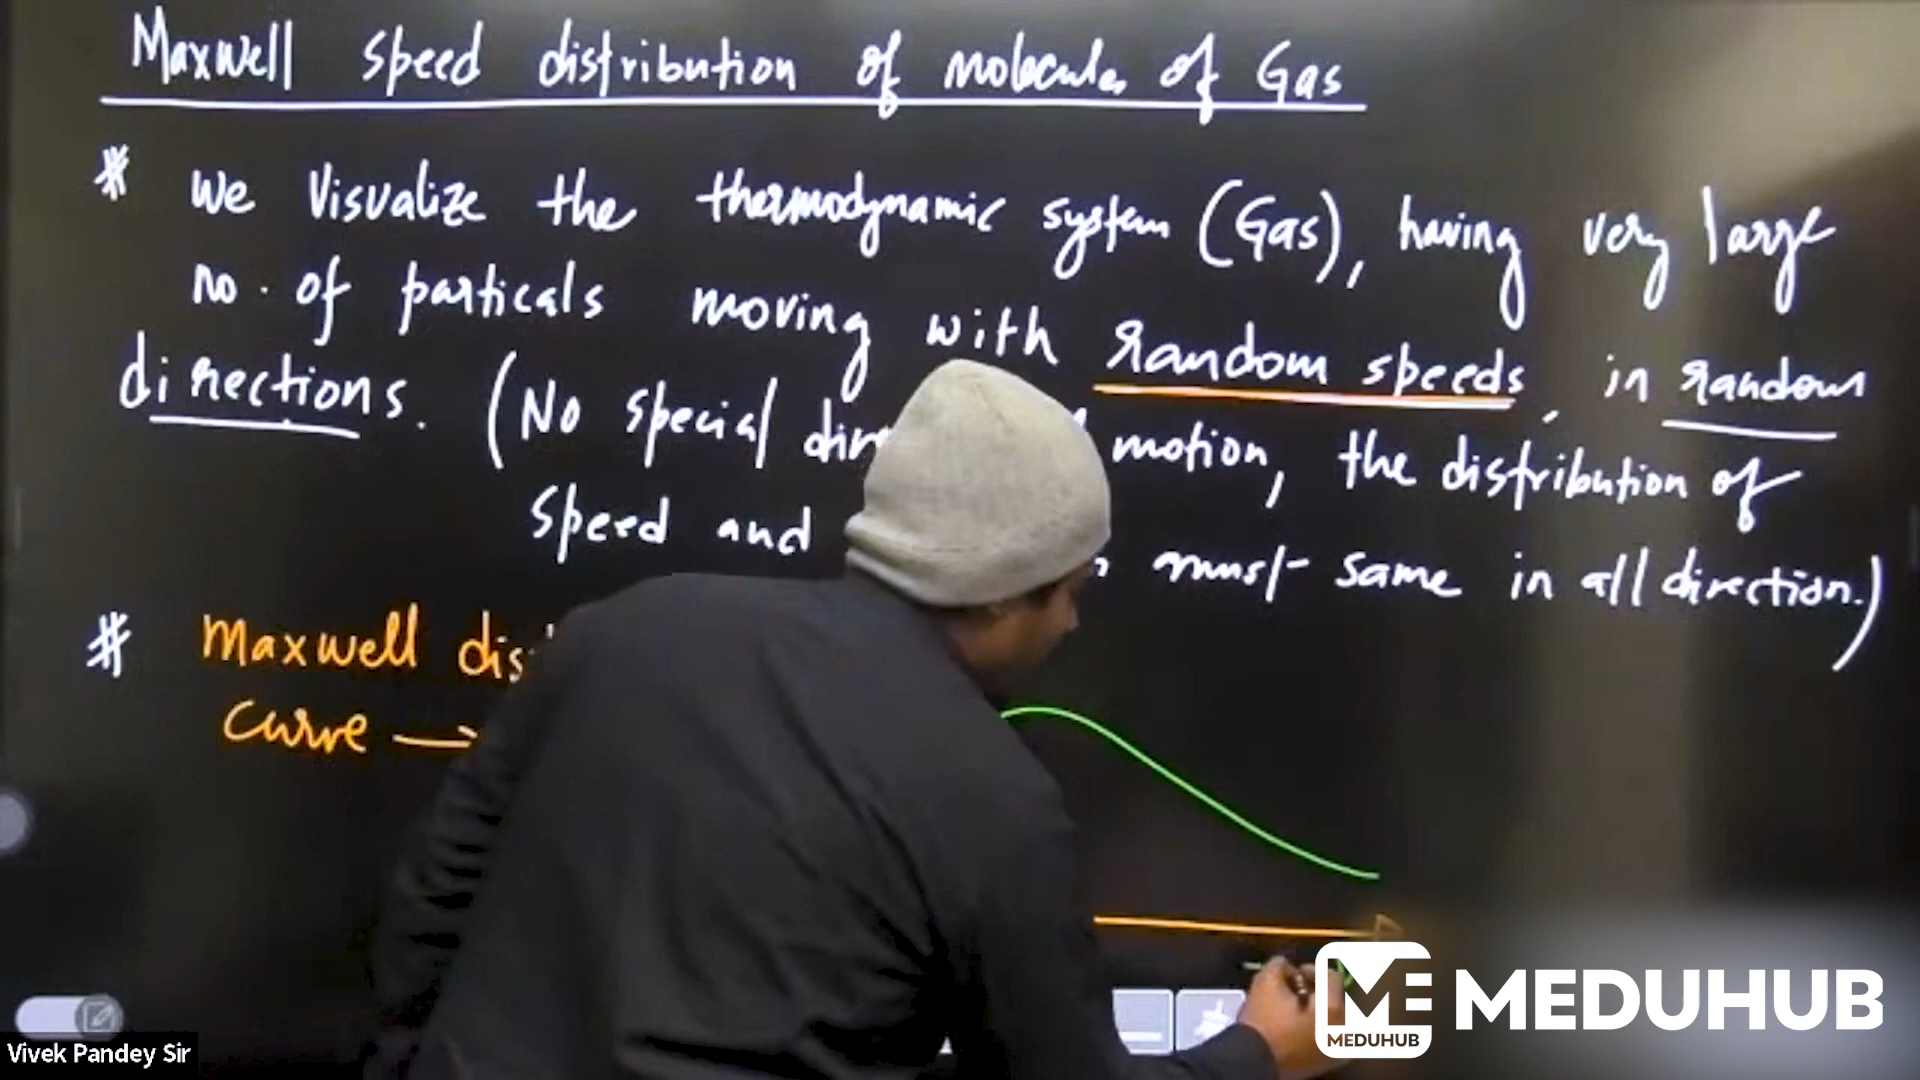 Maxwell speed distribution of molecules of Gas
* we Visualize the thermodynamic system (Gas), having very large
no. of particals moving with random speeds, in random
directions. (No special motion, the distribution of
speed and must same in all direction.)
* Maxwell
curve →
ME MEDUHUB
MEDUHUB
Vivek Pandey Sir